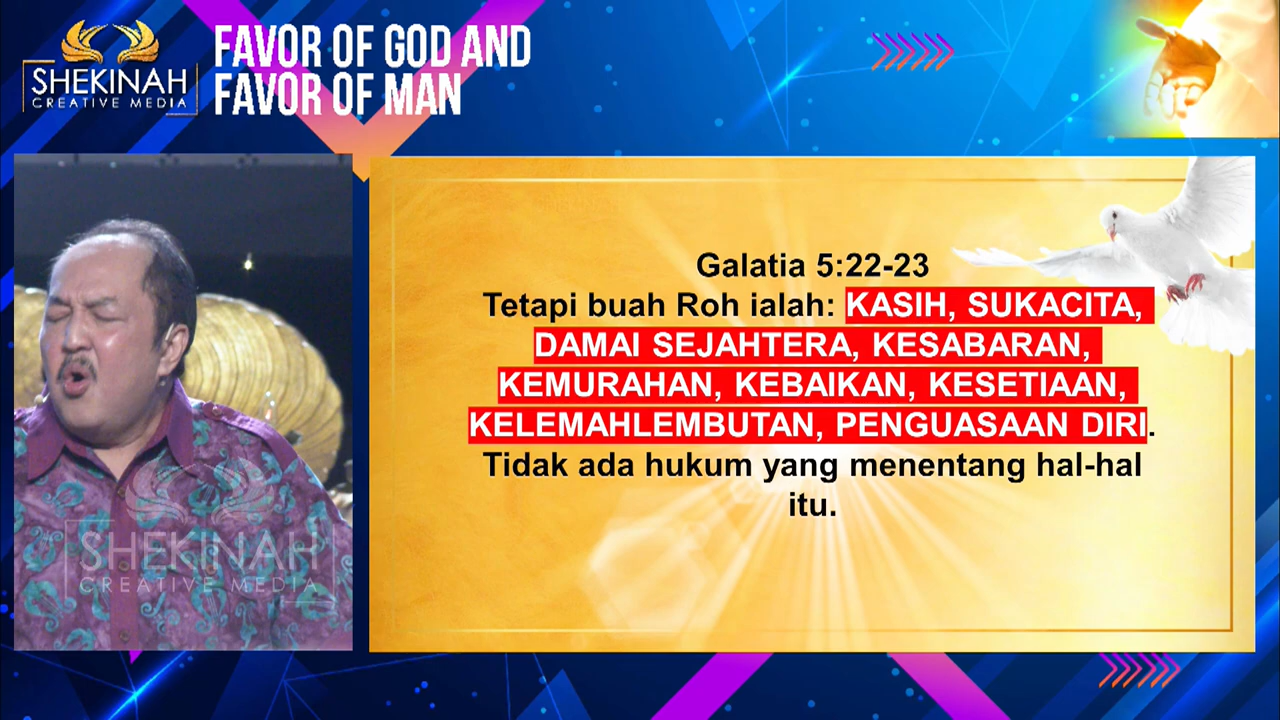 SHEKINAH
CREATIVE MEDIA
FAVOR OF GOD AND
FAVOR OF MAN
Galatia 5:22-23
Tetapi buah Roh ialah: KASIH, SUKACITA,
DAMAI SEJAHTERA, KESABARAN,
KEMURAHAN, KEBAIKAN, KESETIAAN,
KELEMAHLEMBUTAN, PENGUASAAN DIRI.
Tidak ada hukum yang menentang hal-hal
itu.
SHEKINAH
CREATIVE MEDIA